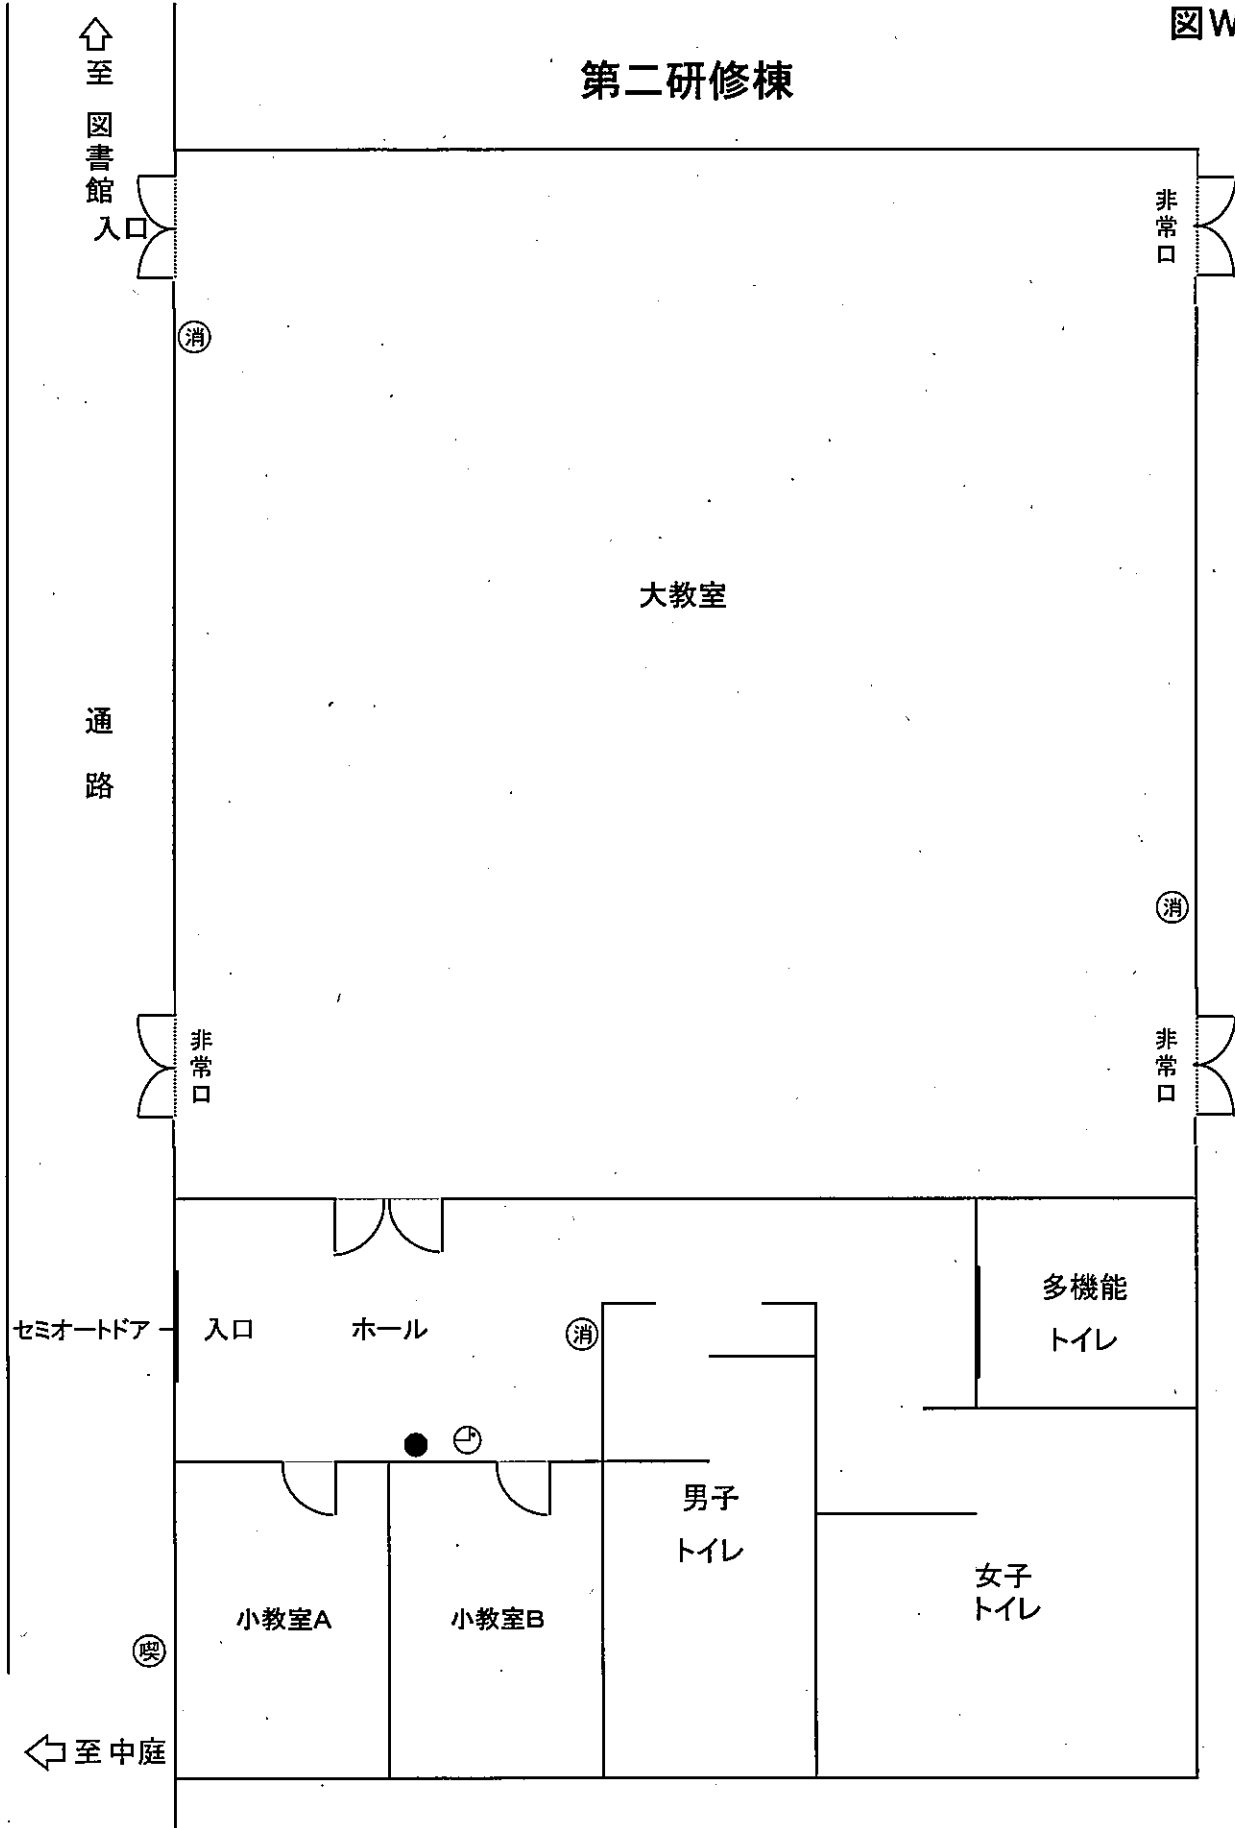 図W
第二研修棟
至 図書館
入口
非常口
消
大教室
通路
消
非常口
非常口
多機能
トイレ
セミオートドア
入口
ホール
消
男子
トイレ
女子
トイレ
小教室A
小教室B
喫
至 中庭